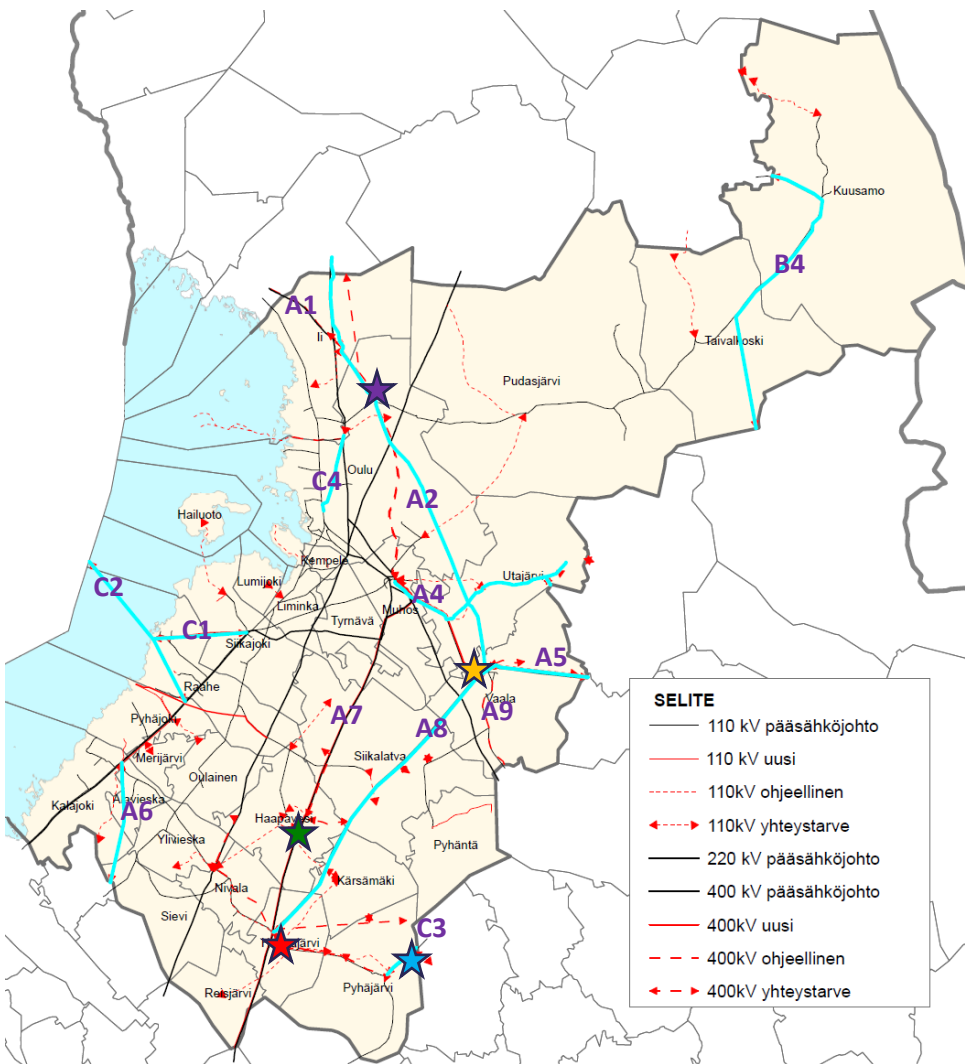 Kuusamo
B4
A1
Ii
Taivalkoski
Pudasjärvi
Oulu
C4
A2
Hailuoto
Kempele
C2
Lumijoki
Utajärvi
Liminka
A4
Muhos
Tyrnävä
C1
Siikajoki
A5
Raahe
Vaala
A7
A9
Pyhäjoki
A8
Merijärvi
Siikalatva
Oulainen
Kalajoki
Alavieska
A6
Haapavesi
Ylivieska
Pyhäntä
Kärsämäki
Nivala
Sievi
C3
Reisjärvi
Pyhäjärvi
SELITE
110 kV pääsähköjohto
110 kV uusi
110kV ohjeellinen
110kV yhteystarve
220 kV pääsähköjohto
400 kV pääsähköjohto
400kV uusi
400kV ohjeellinen
400kV yhteystarve